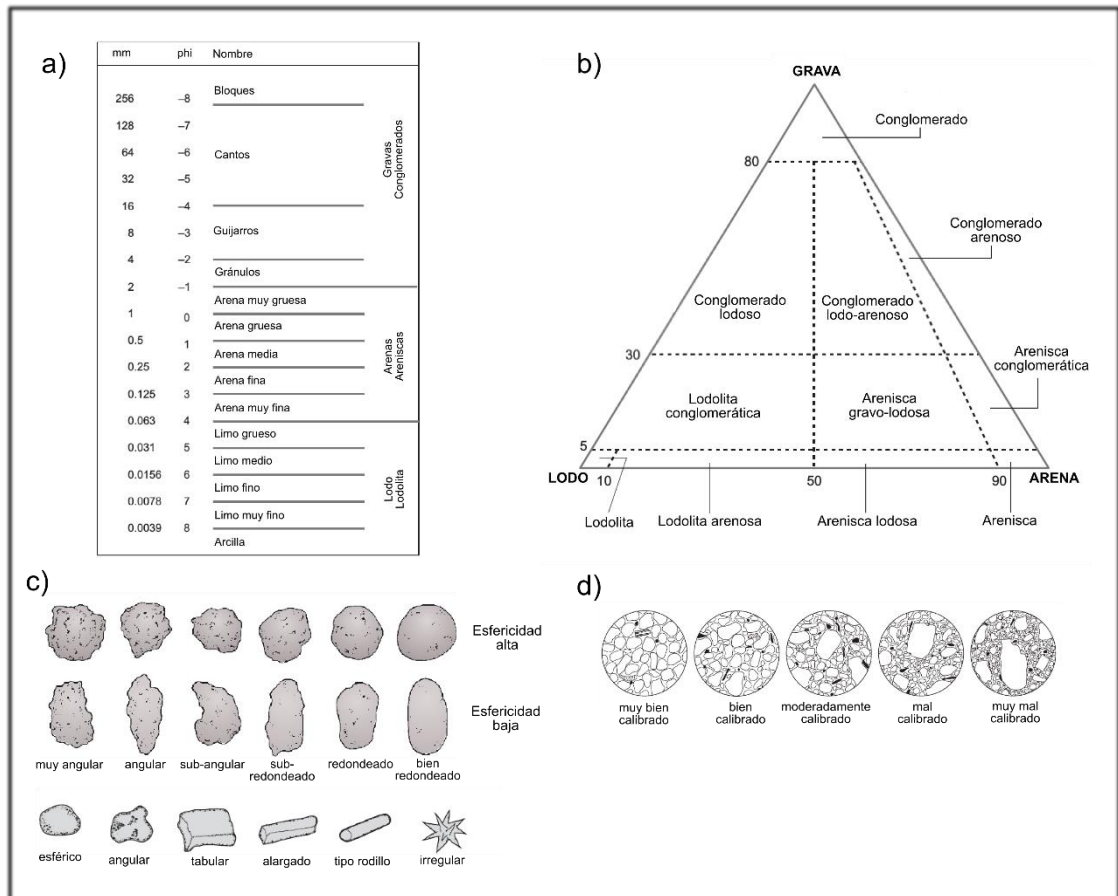 a)
mm phi Nombre
Bloques
256 –8
128 –7
64 –6
Cantos
32 –5
16 –4
8 –3
Guijarros
4 –2
Gránulos
2 –1
Arena muy gruesa
1 0
Arena gruesa
0.5 1
Arena media
0.25 2
Arena fina
0.125 3
Arena muy fina
0.063 4
Limo grueso
0.031 5
Limo medio
0.0156 6
Limo fino
0.0078 7
Limo muy fino
0.0039 8
Arcilla
Gravas
Conglomerados
Arenas
Areniscas
Lodo
Lodolita
b)
GRAVA
Conglomerado
80
Conglomerado
arenoso
Conglomerado
lodoso
Conglomerado
lodo-arenoso
30
Arenisca
conglomerática
Lodolita
conglomerática
Arenisca
gravo-lodosa
5
LODO 10 50 90 ARENA
Lodolita Lodolita arenosa Arenisca lodosa Arenisca
c)
Esfericidad
alta
Esfericidad
baja
muy angular angular sub-angular sub-
redondeado
redondeado bien
redondeado
esférico angular tabular alargado tipo rodillo irregular
d)
muy bien
calibrado
bien
calibrado
moderadamente
calibrado
mal
calibrado
muy mal
calibrado